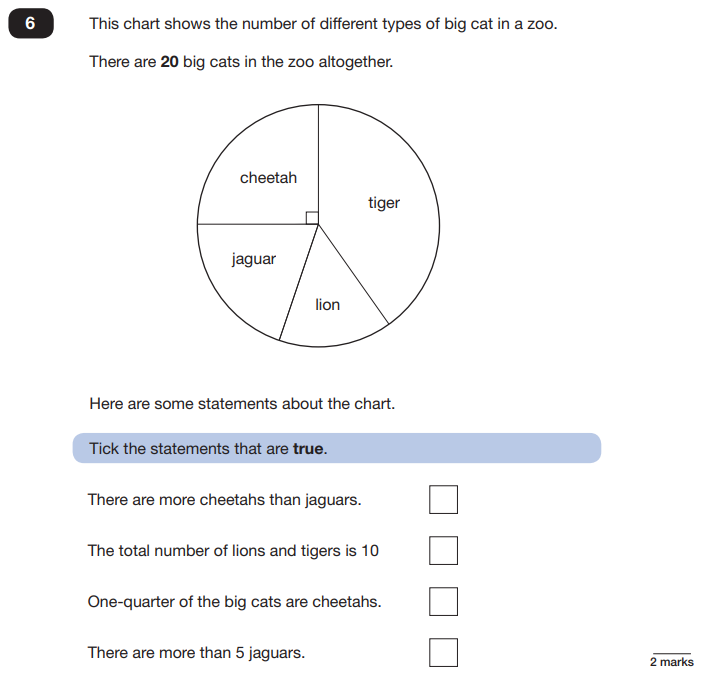 6
This chart shows the number of different types of big cat in a zoo.
There are 20 big cats in the zoo altogether.
cheetah
tiger
jaguar
lion
Here are some statements about the chart.
Tick the statements that are true.
There are more cheetahs than jaguars.
The total number of lions and tigers is 10
One-quarter of the big cats are cheetahs.
There are more than 5 jaguars.
2 marks